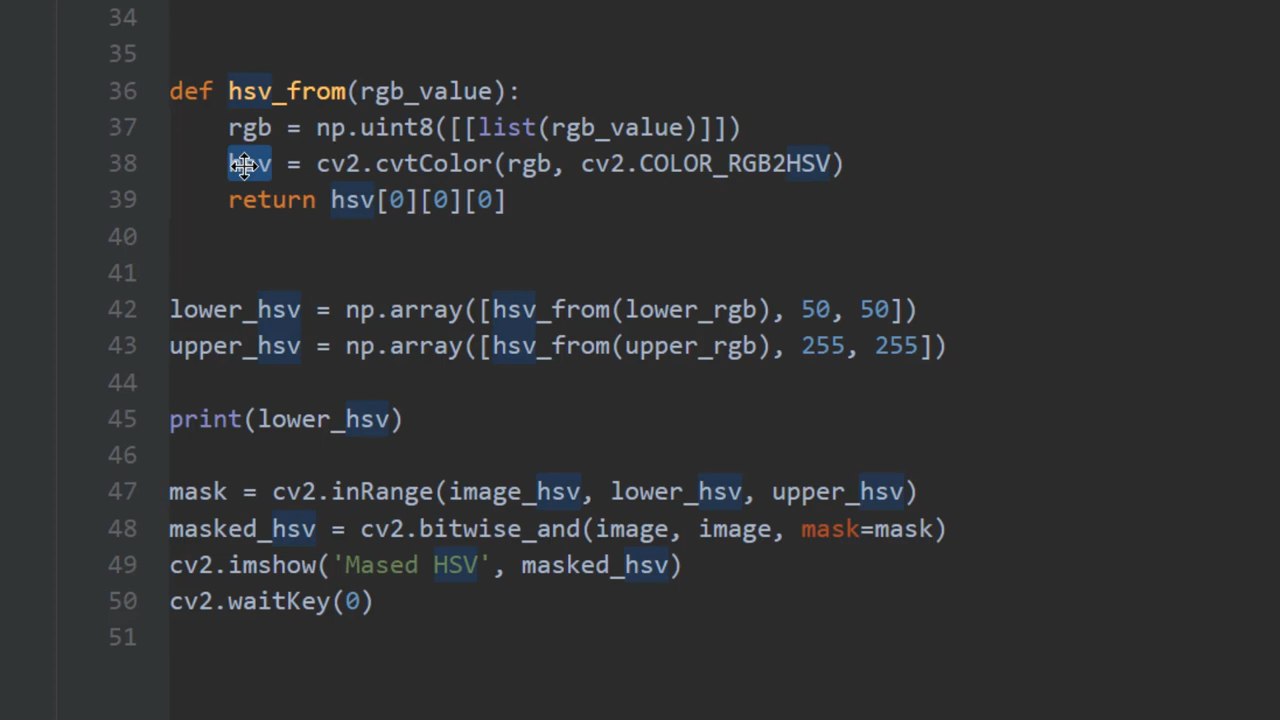 34
35
36 def hsv_from(rgb_value):
37 rgb = np.uint8([[list(rgb_value)]])
38 hsv = cv2.cvtColor(rgb, cv2.COLOR_RGB2HSV)
39 return hsv[0][0][0]
40
41
42 lower_hsv = np.array([hsv_from(lower_rgb), 50, 50])
43 upper_hsv = np.array([hsv_from(upper_rgb), 255, 255])
44
45 print(lower_hsv)
46
47 mask = cv2.inRange(image_hsv, lower_hsv, upper_hsv)
48 masked_hsv = cv2.bitwise_and(image, image, mask=mask)
49 cv2.imshow('Mased HSV', masked_hsv)
50 cv2.waitKey(0)
51